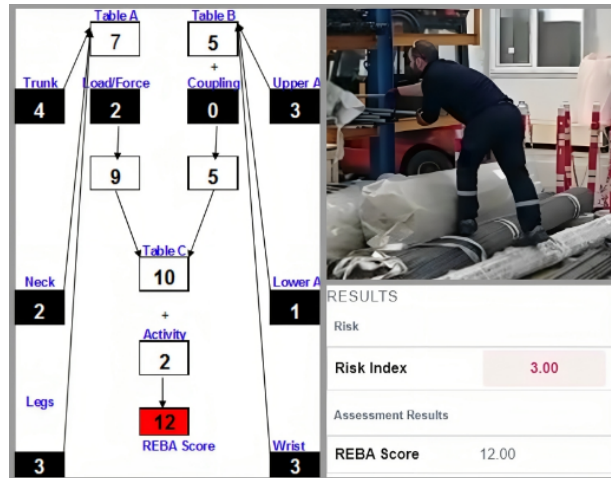 Table A
7
Table B
5
+
Trunk
4
Load/Force
2
Coupling
0
Upper A
3
9
5
Table C
10
+
Neck
2
Lower A
1
Activity
2
12
REBA Score
Legs
3
Wrist
3
RESULTS
Risk
Risk Index
3.00
Assessment Results
REBA Score
12.00